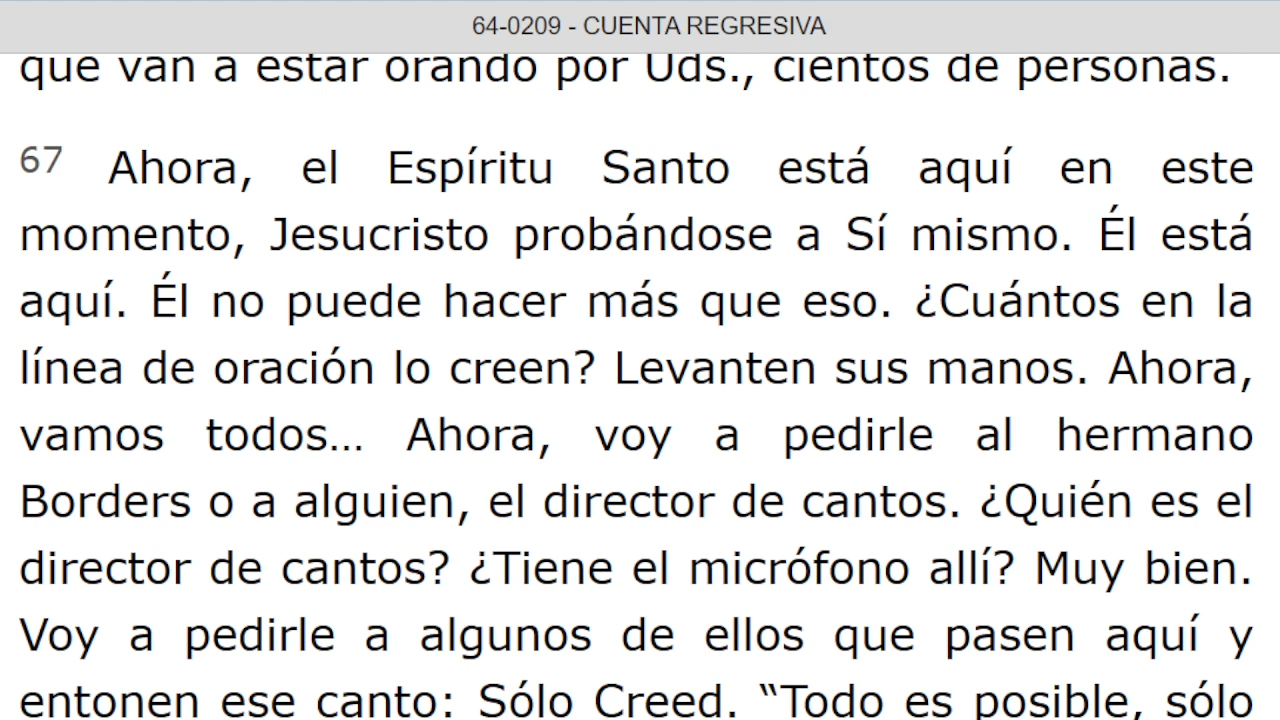 64-0209 - CUENTA REGRESIVA
que van a estar orando por Uds., cientos de personas.
67 Ahora, el Espíritu Santo está aquí en este
momento, Jesucristo probándose a Sí mismo. Él está
aquí. Él no puede hacer más que eso. ¿Cuántos en la
línea de oración lo creen? Levanten sus manos. Ahora,
vamos todos… Ahora, voy a pedirle al hermano
Borders o a alguien, el director de cantos. ¿Quién es el
director de cantos? ¿Tiene el micrófono allí? Muy bien.
Voy a pedirle a algunos de ellos que pasen aquí y
entonen ese canto: Sólo Creed. “Todo es posible, sólo